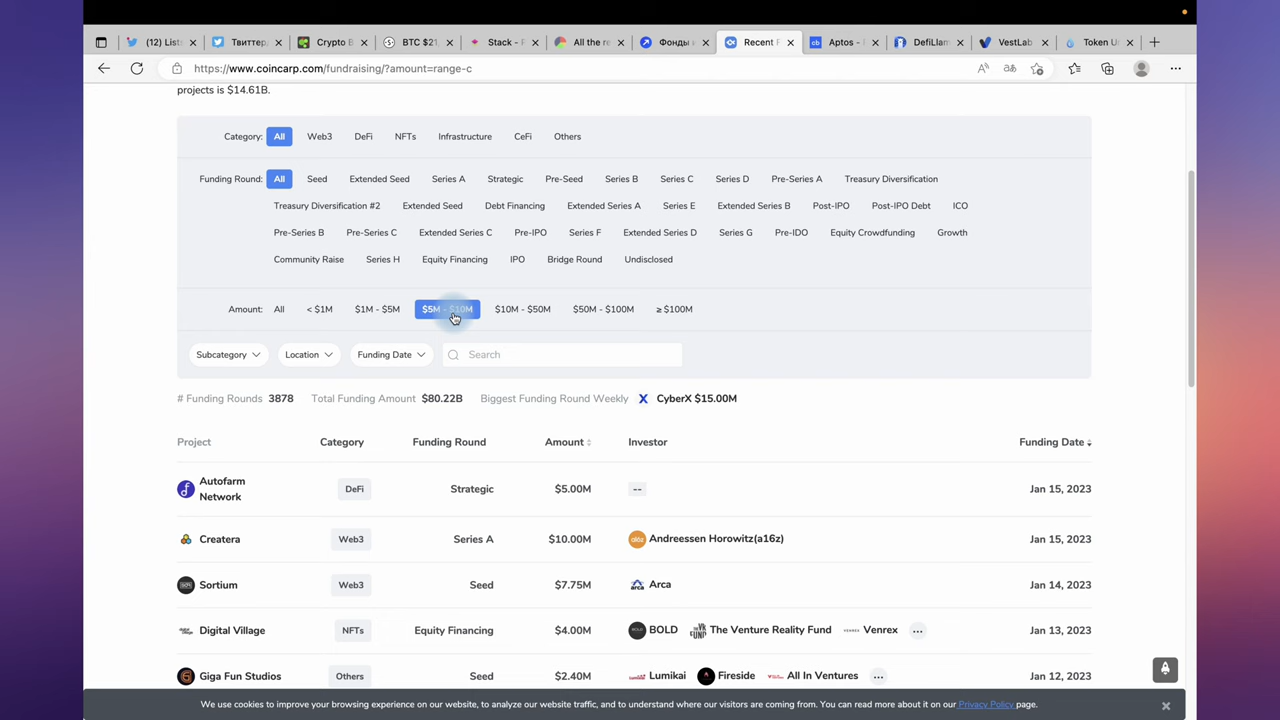 (12) List
Твиттер
Crypto B
BTC $21,
Stack - F
All the re
Фонды и
Recent F
Aptos -
DefiLlam
VestLab
Token U
https://www.coincarp.com/fundraising/?amount=range-c
projects is $14.61B.
Category: All Web3 DeFi NFTs Infrastructure CeFi Others
Funding Round: All Seed Extended Seed Series A Strategic Pre-Seed Series B Series C Series D Pre-Series A Treasury Diversification
Treasury Diversification #2 Extended Seed Debt Financing Extended Series A Series E Extended Series B Post-IPO Post-IPO Debt ICO
Pre-Series B Pre-Series C Extended Series C Pre-IPO Series F Extended Series D Series G Pre-IDO Equity Crowdfunding Growth
Community Raise Series H Equity Financing IPO Bridge Round Undisclosed
Amount: All < $1M $1M - $5M $5M - $10M $10M - $50M $50M - $100M ≥ $100M
Subcategory Location Funding Date Search
# Funding Rounds 3878 Total Funding Amount $80.22B Biggest Funding Round Weekly X CyberX $15.00M
Project Category Funding Round Amount Investor Funding Date
Autofarm
Network DeFi Strategic $5.00M -- Jan 15, 2023
Createra Web3 Series A $10.00M Andreessen Horowitz(a16z) Jan 15, 2023
Sortium Web3 Seed $7.75M Arca Jan 14, 2023
Digital Village NFTs Equity Financing $4.00M BOLD The Venture Reality Fund Venrex ... Jan 13, 2023
Giga Fun Studios Others Seed $2.40M Lumikai Fireside All In Ventures ... Jan 12, 2023
We use cookies to improve your browsing experience on our website, to analyze our website traffic, and to understand where our visitors are coming from. You can read more about it on our Privacy Policy page.